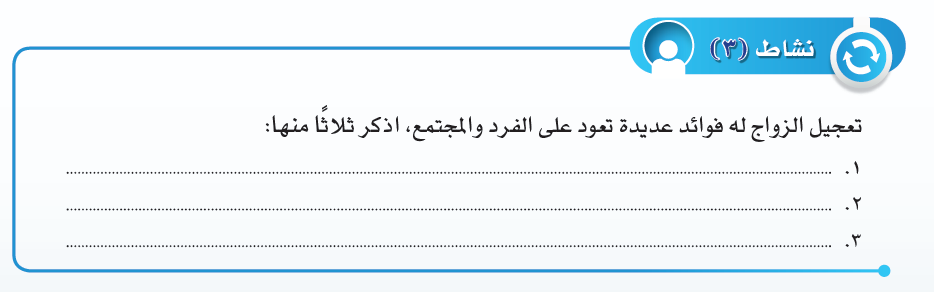 نشاط (٣)
تعجيل الزواج له فوائد عديدة تعود على الفرد والمجتمع، اذكر ثلاثًا منها:
١. ................................................................
٢. ................................................................
٣. ................................................................